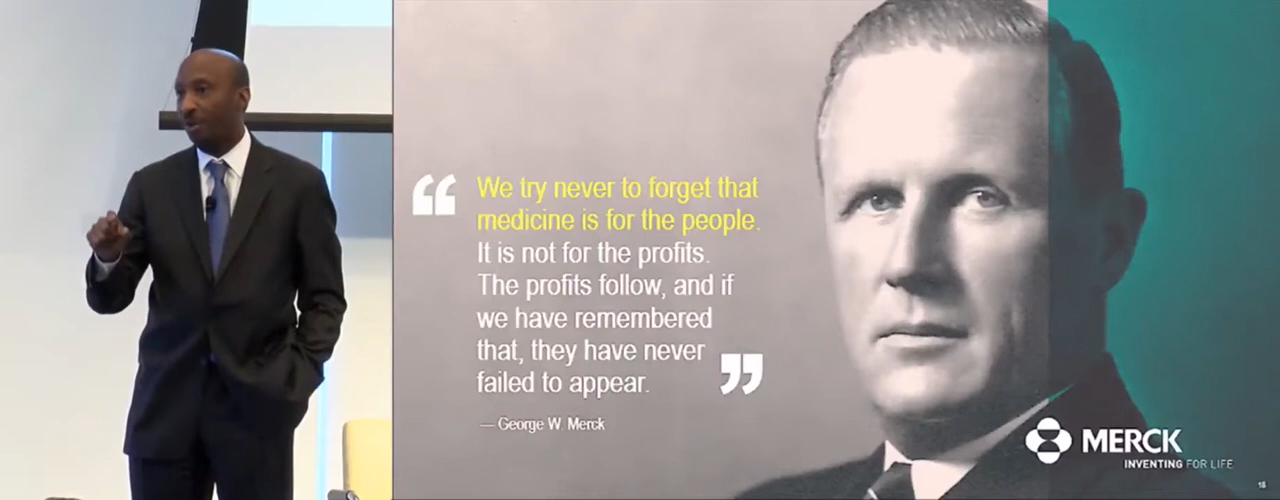 “
We try never to forget that
medicine is for the people.
It is not for the profits.
The profits follow, and if
we have remembered
that, they have never
failed to appear.
”
— George W. Merck
MERCK
INVENTING FOR LIFE
18